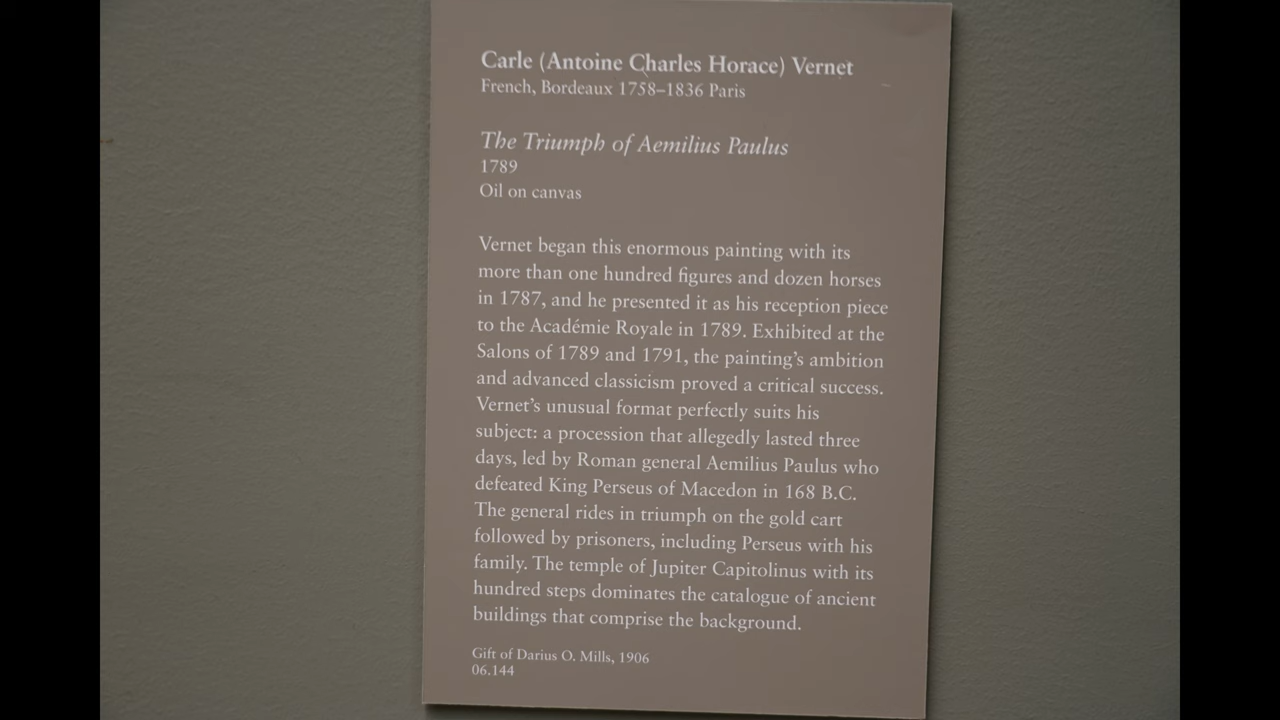 Carle (Antoine Charles Horace) Vernet
French, Bordeaux 1758–1836 Paris
The Triumph of Aemilius Paulus
1789
Oil on canvas
Vernet began this enormous painting with its
more than one hundred figures and dozen horses
in 1787, and he presented it as his reception piece
to the Académie Royale in 1789. Exhibited at the
Salons of 1789 and 1791, the painting’s ambition
and advanced classicism proved a critical success.
Vernet’s unusual format perfectly suits his
subject: a procession that allegedly lasted three
days, led by Roman general Aemilius Paulus who
defeated King Perseus of Macedon in 168 B.C.
The general rides in triumph on the gold cart
followed by prisoners, including Perseus with his
family. The temple of Jupiter Capitolinus with its
hundred steps dominates the catalogue of ancient
buildings that comprise the background.
Gift of Darius O. Mills, 1906
06.144